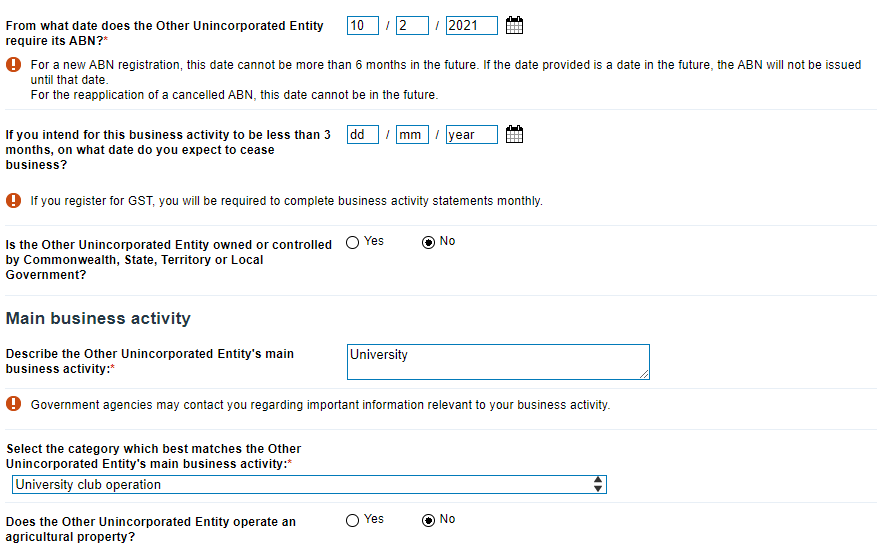 From what date does the Other Unincorporated Entity 10 / 2 / 2021
require its ABN?*
For a new ABN registration, this date cannot be more than 6 months in the future. If the date provided is a date in the future, the ABN will not be issued
until that date.
For the reapplication of a cancelled ABN, this date cannot be in the future.
If you intend for this business activity to be less than 3 dd / mm / year
months, on what date do you expect to cease
business?
If you register for GST, you will be required to complete business activity statements monthly.
Is the Other Unincorporated Entity owned or controlled Yes No
by Commonwealth, State, Territory or Local
Government?
Main business activity
Describe the Other Unincorporated Entity's main University
business activity:*
Government agencies may contact you regarding important information relevant to your business activity.
Select the category which best matches the Other
Unincorporated Entity's main business activity:*
University club operation
Does the Other Unincorporated Entity operate an Yes No
agricultural property?